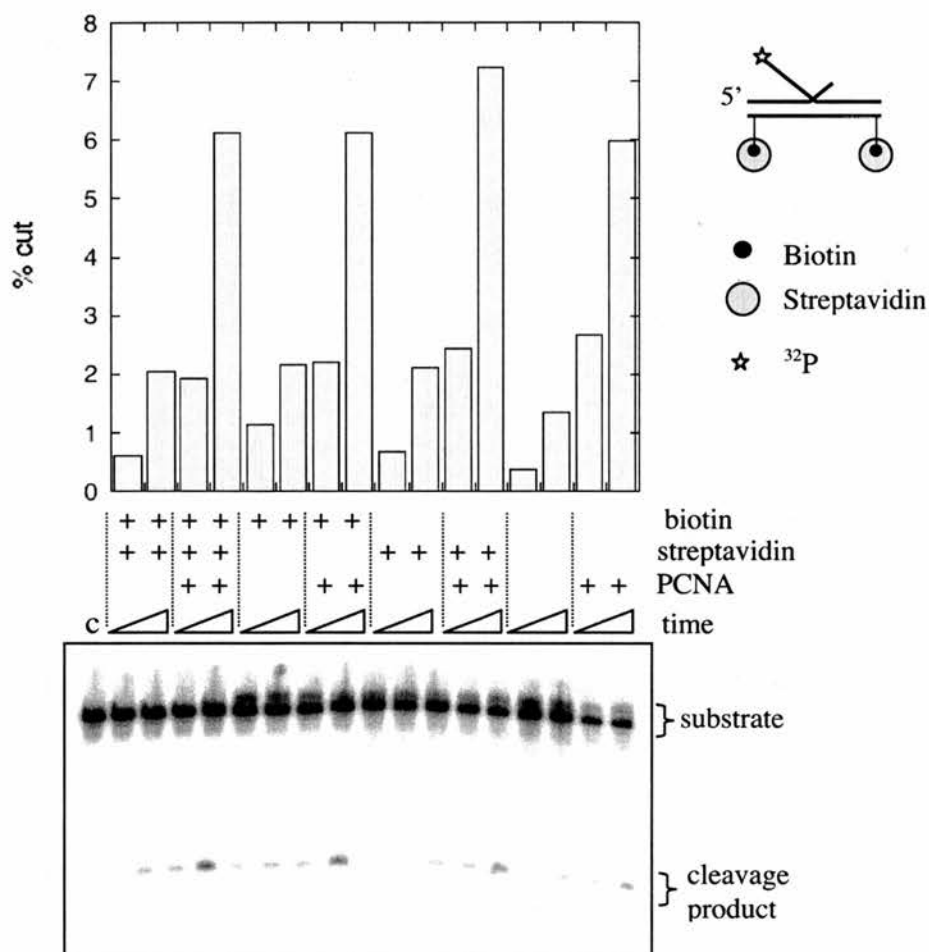 8
7
6
5
4
3
2
1
0
% cut
5'
Biotin
Streptavidin
32P
+ + + + + + + + biotin
+ + + + + + + + streptavidin
+ + + + + + + + PCNA
c time
substrate
cleavage
product